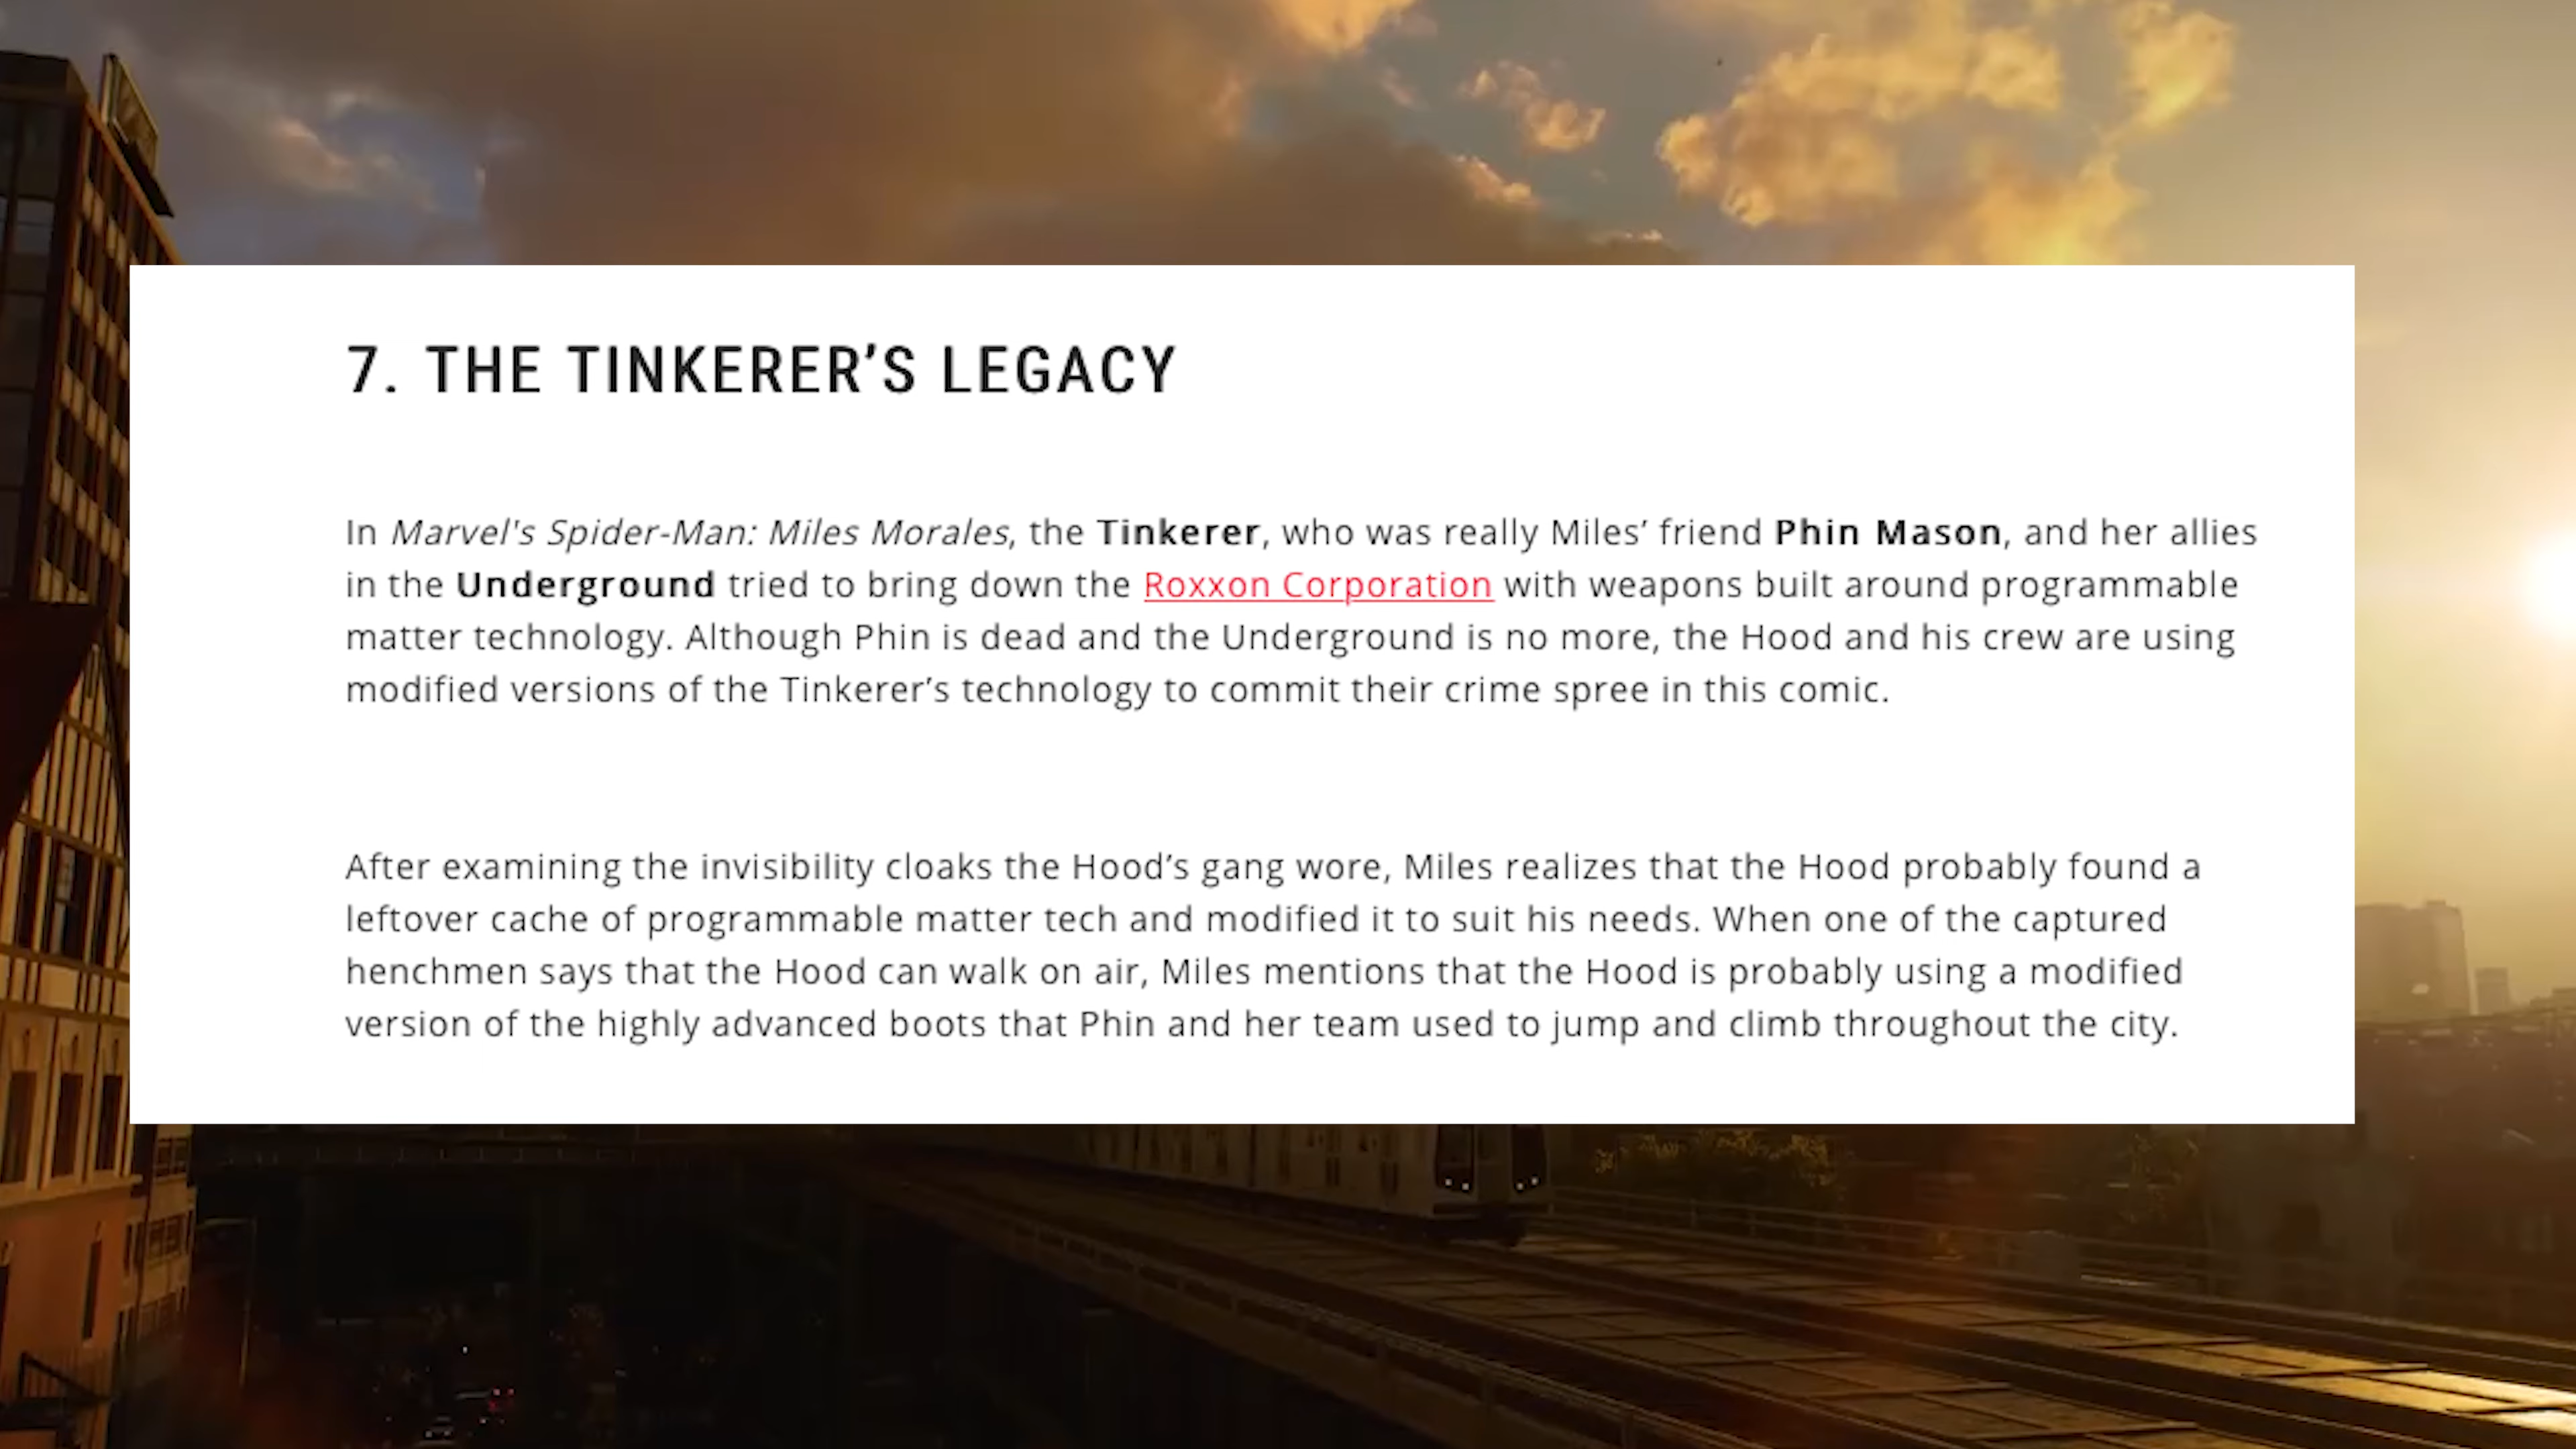 7. THE TINKERER’S LEGACY
In Marvel's Spider-Man: Miles Morales, the Tinkerer, who was really Miles’ friend Phin Mason, and her allies
in the Underground tried to bring down the Roxxon Corporation with weapons built around programmable
matter technology. Although Phin is dead and the Underground is no more, the Hood and his crew are using
modified versions of the Tinkerer’s technology to commit their crime spree in this comic.
After examining the invisibility cloaks the Hood’s gang wore, Miles realizes that the Hood probably found a
leftover cache of programmable matter tech and modified it to suit his needs. When one of the captured
henchmen says that the Hood can walk on air, Miles mentions that the Hood is probably using a modified
version of the highly advanced boots that Phin and her team used to jump and climb throughout the city.